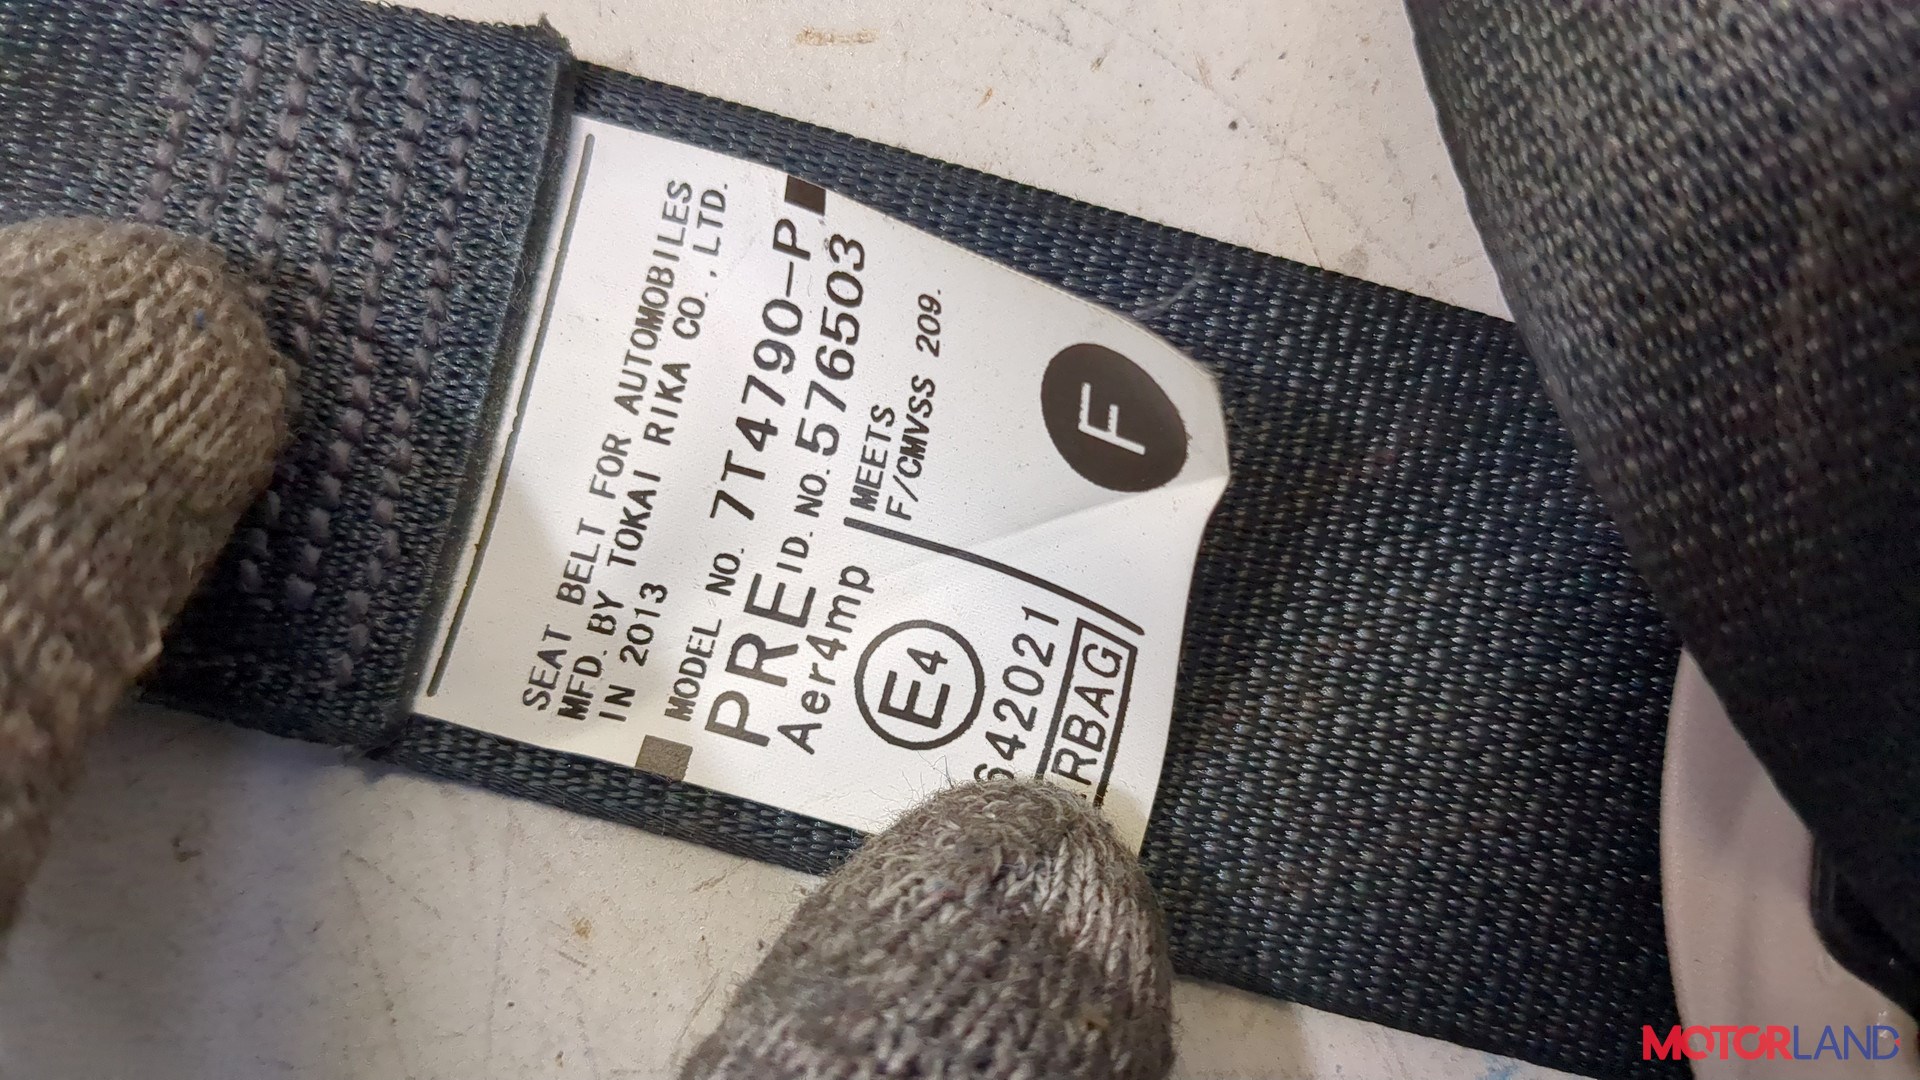 SEAT BELT FOR AUTOMOBILES
MFD. BY TOKAI RIKA CO., LTD.
IN 2013
MODEL NO. 7T4790-P
PRE ID. NO. 576503
Aer4mp
MEETS
F/CMVSS 209.
E4
642021
F
MOTORLAND